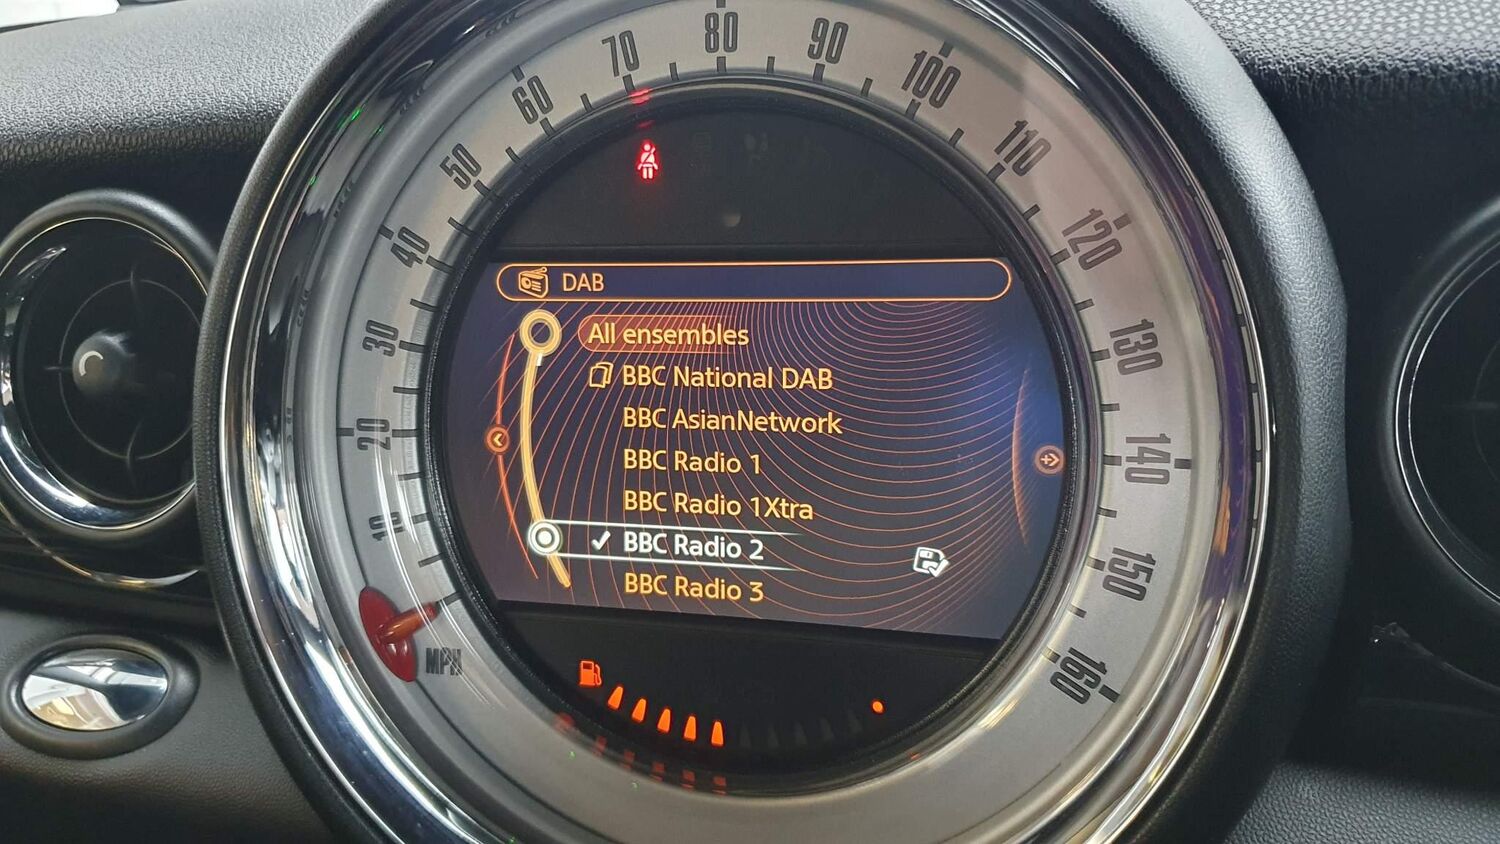 10
20
30
40
50
60
70
80
90
100
110
120
130
140
150
160
MPH
DAB
All ensembles
BBC National DAB
BBC AsianNetwork
BBC Radio 1
BBC Radio 1Xtra
BBC Radio 2
BBC Radio 3